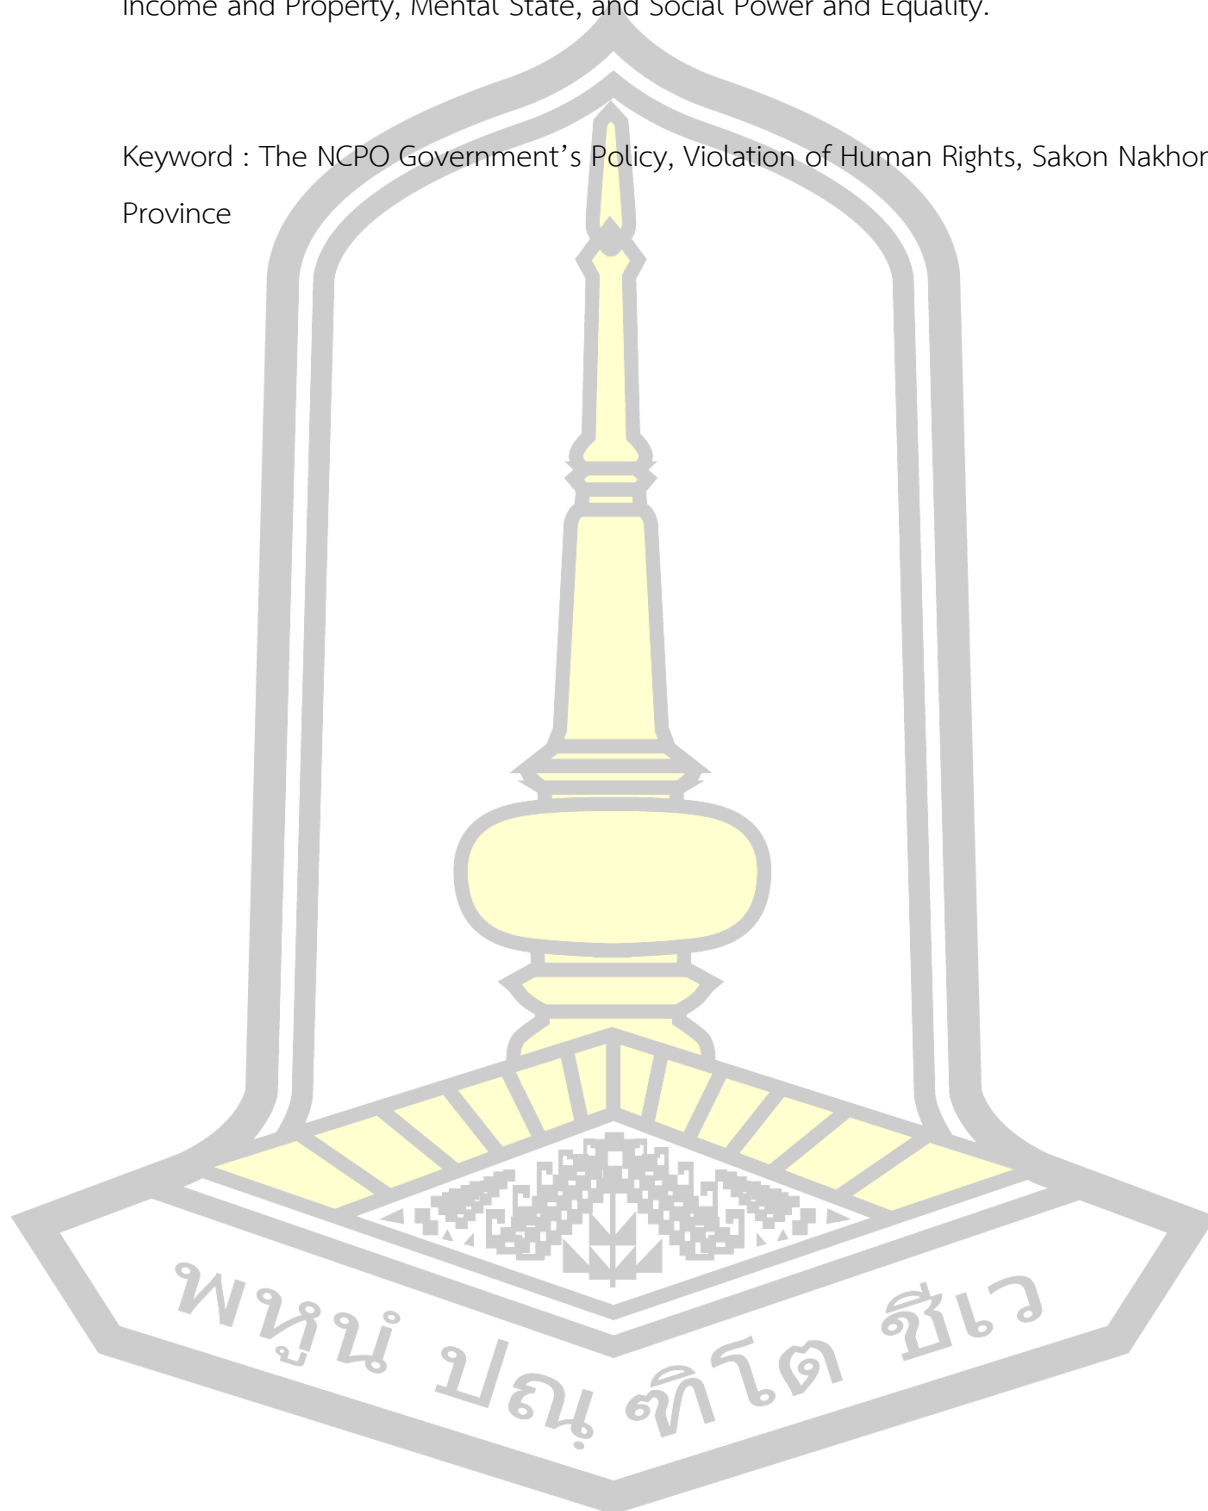 Income and Property, Mental State, and Social Power and Equality.
Keyword : The NCPO Government’s Policy, Violation of Human Rights, Sakon Nakhon
Province
พหูนํ ปณฺฑิโต ชีเว